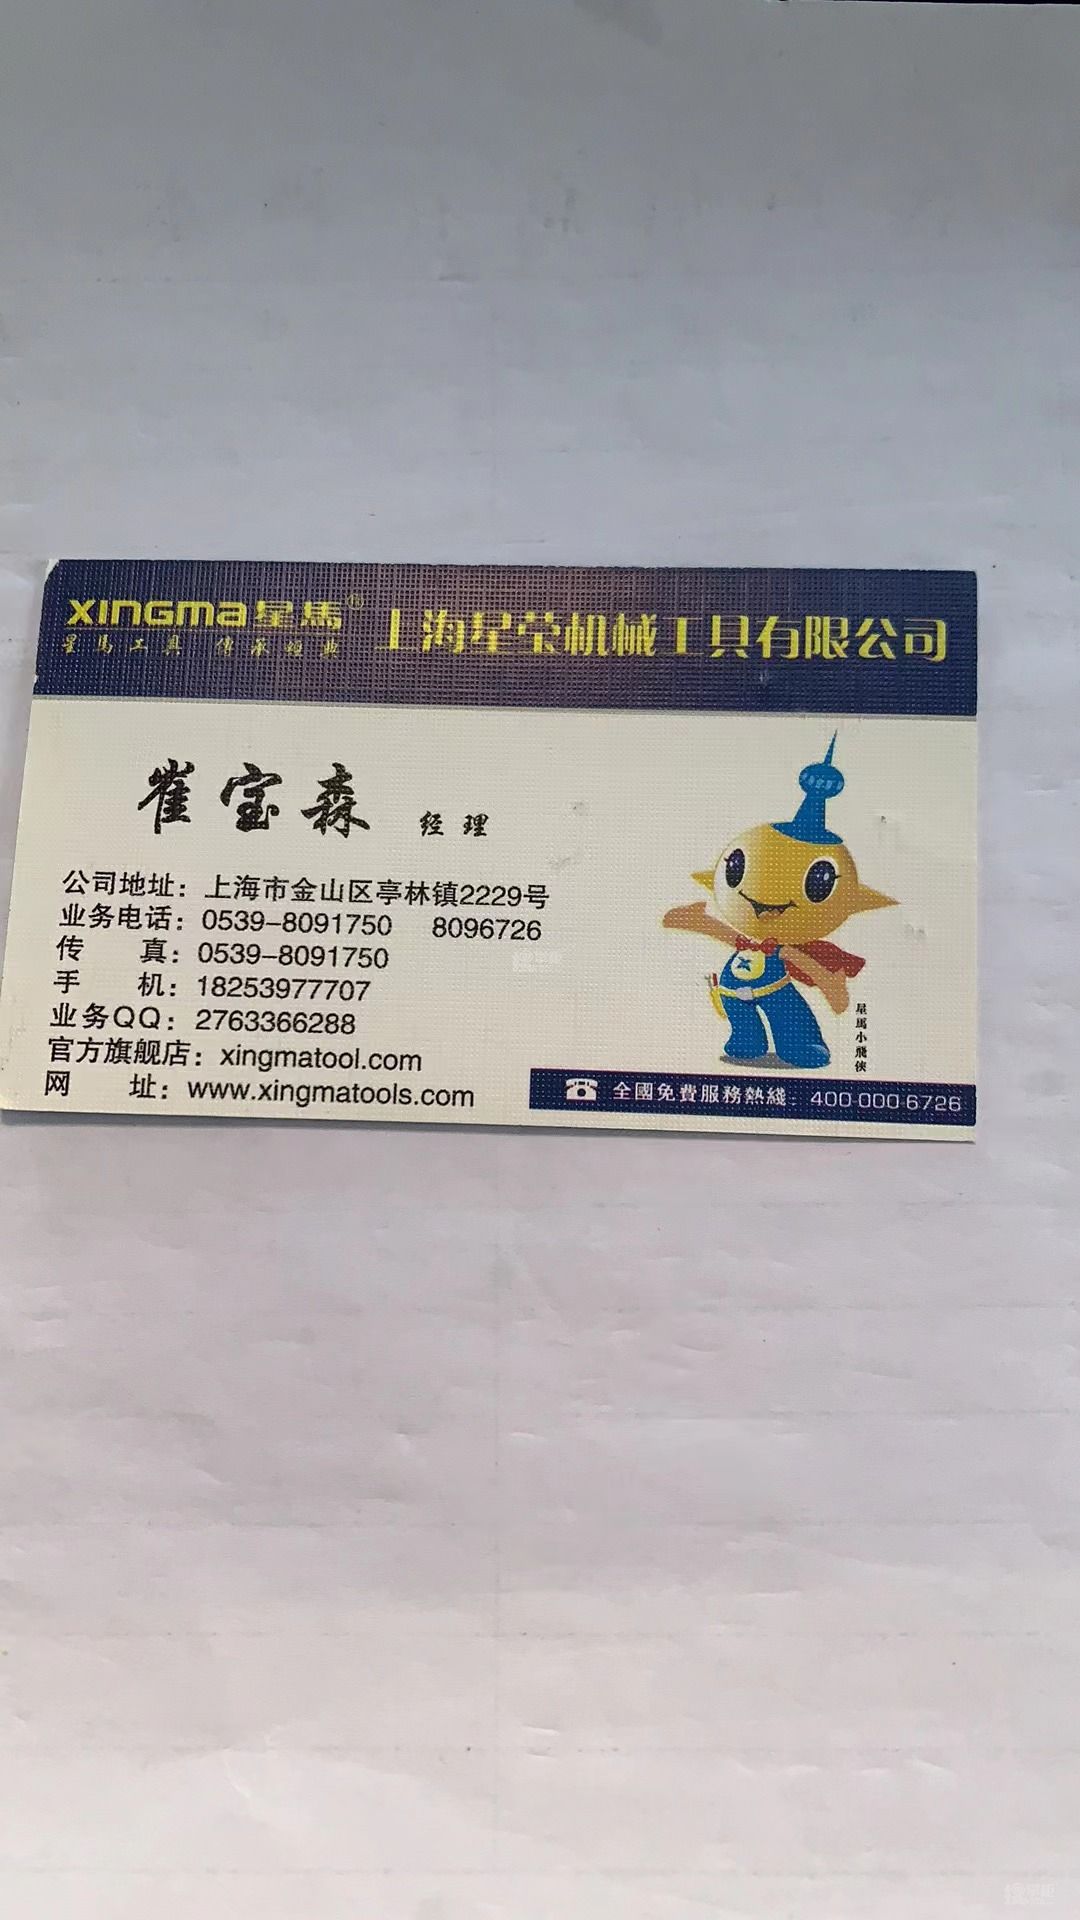 XINGMA星馬® 上海星荣机械工具有限公司
星馬工具 傳承經典
崔宝森 经理
公司地址：上海市金山区亭林镇2229号
业务电话：0539-8091750 8096726
传 真：0539-8091750
手 机：18253977707
业务QQ：2763366288
官方旗舰店：xingmatool.com
网 址：www.xingmatools.com
星馬小飛俠
全國免費服務熱綫：400-000-6726